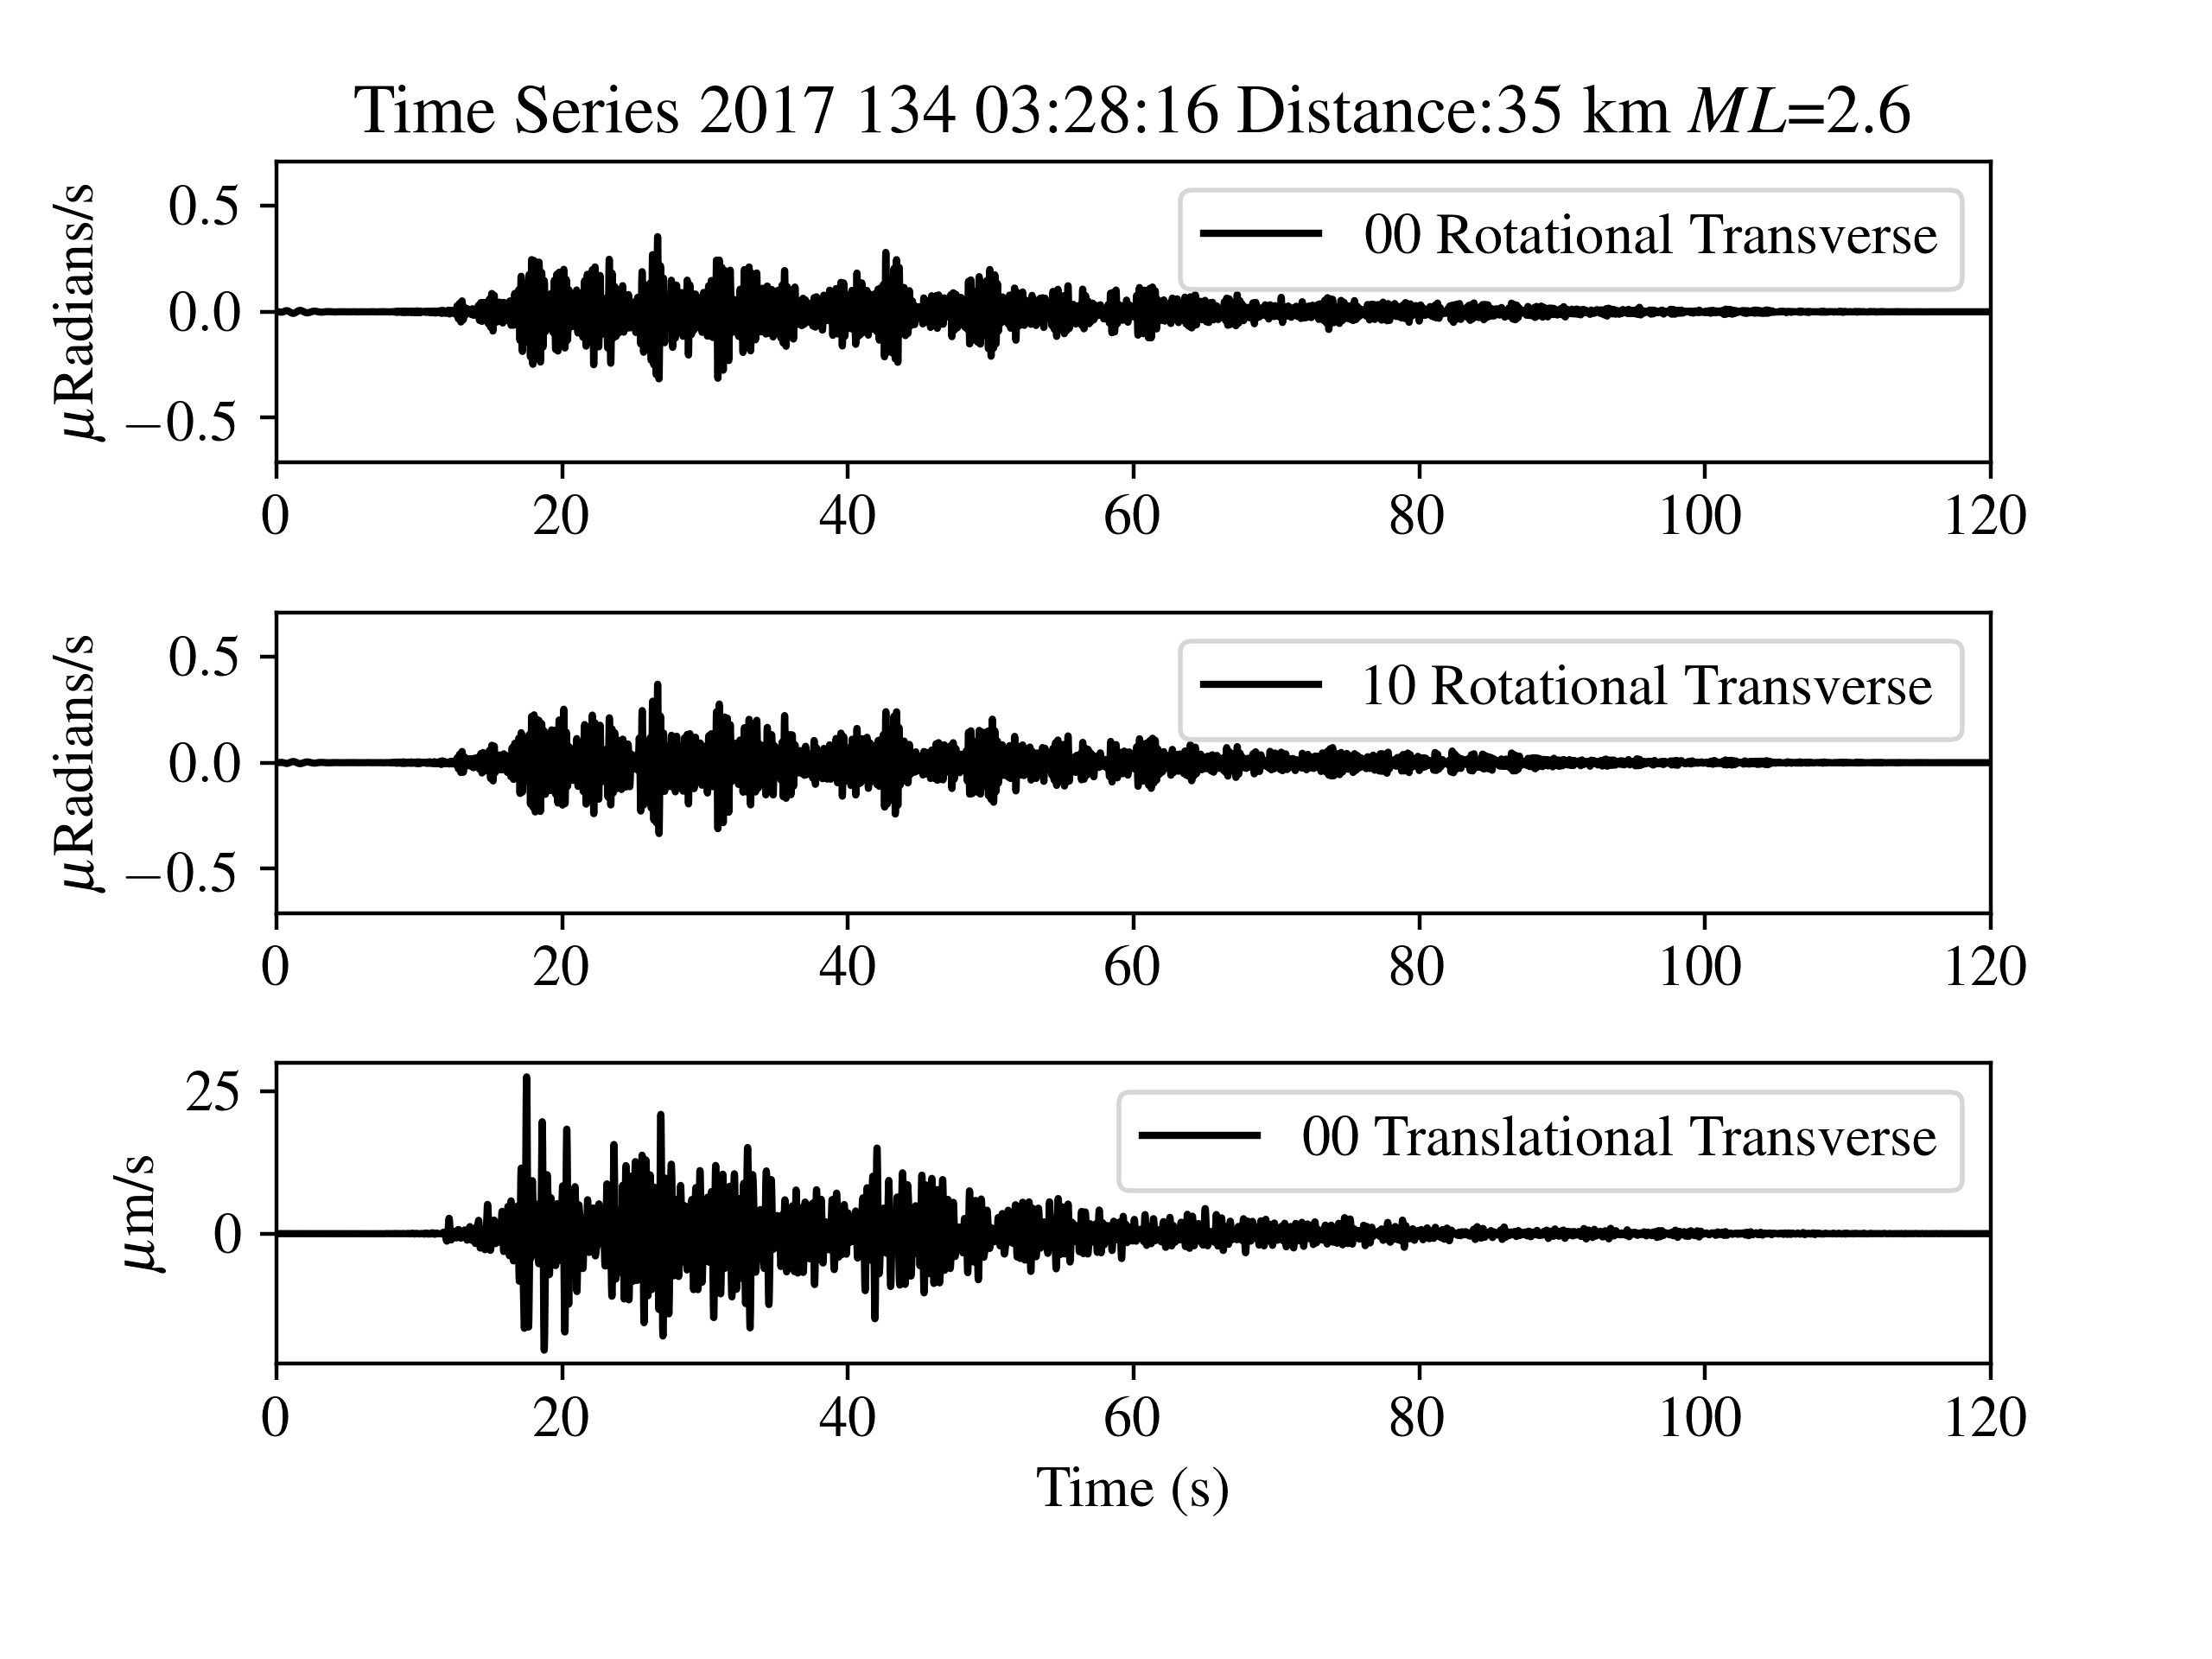 Time Series 2017 134 03:28:16 Distance:35 km ML=2.6
μRadians/s
0.5
0.0
−0.5
00 Rotational Transverse
0 20 40 60 80 100 120
μRadians/s
0.5
0.0
−0.5
10 Rotational Transverse
0 20 40 60 80 100 120
μm/s
25
0
00 Translational Transverse
0 20 40 60 80 100 120
Time (s)